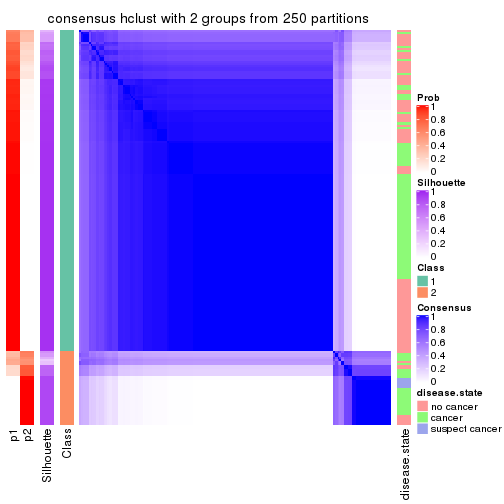 consensus hclust with 2 groups from 250 partitions
Prob
1
0.8
0.6
0.4
0.2
0
Silhouette
1
0.8
0.6
0.4
0.2
0
Class
1
2
Consensus
1
0.8
0.6
0.4
0.2
0
disease.state
no cancer
cancer
suspect cancer
p1
p2
Silhouette
Class
disease.state